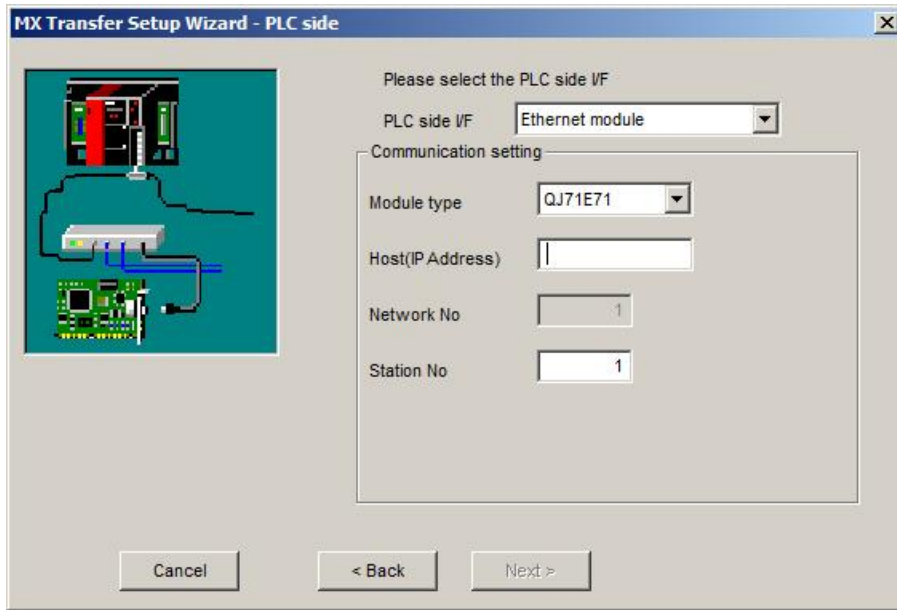 MX Transfer Setup Wizard - PLC side
Please select the PLC side I/F
PLC side I/F Ethernet module
Communication setting
Module type QJ71E71
Host(IP Address)
Network No 1
Station No 1
Cancel < Back Next >